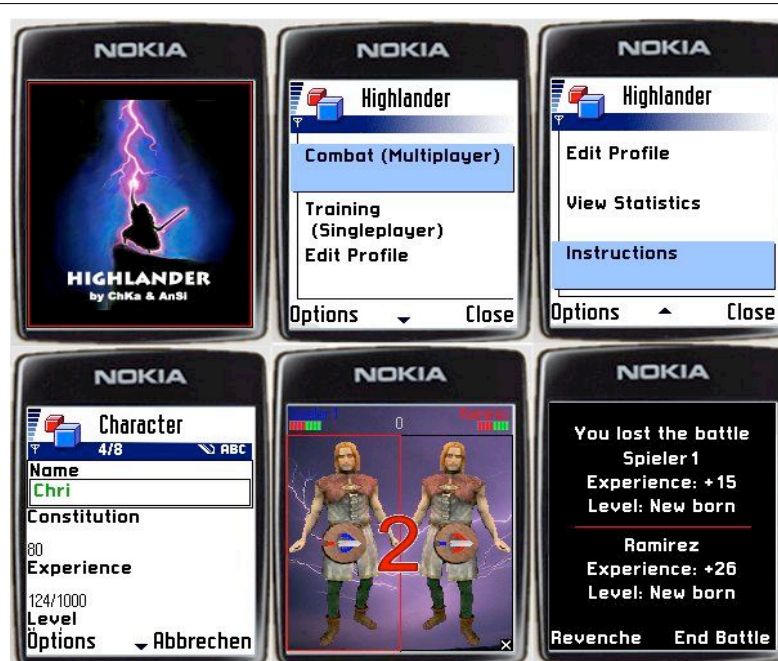 NOKIA
HIGHLANDER
by ChKa & AnSi
NOKIA
Highlander
Combat (Multiplayer)
Training
(Singleplayer)
Edit Profile
Options
Close
NOKIA
Highlander
Edit Profile
View Statistics
Instructions
Options
Close
NOKIA
Character
4/8
ABC
Name
Chri
Constitution
80
Experience
124/1000
Level
Options
Abbrechen
NOKIA
Spieler 1
0
Ramirez
2
NOKIA
You lost the battle
Spieler 1
Experience: +15
Level: New born
Ramirez
Experience: +26
Level: New born
Revenche
End Battle